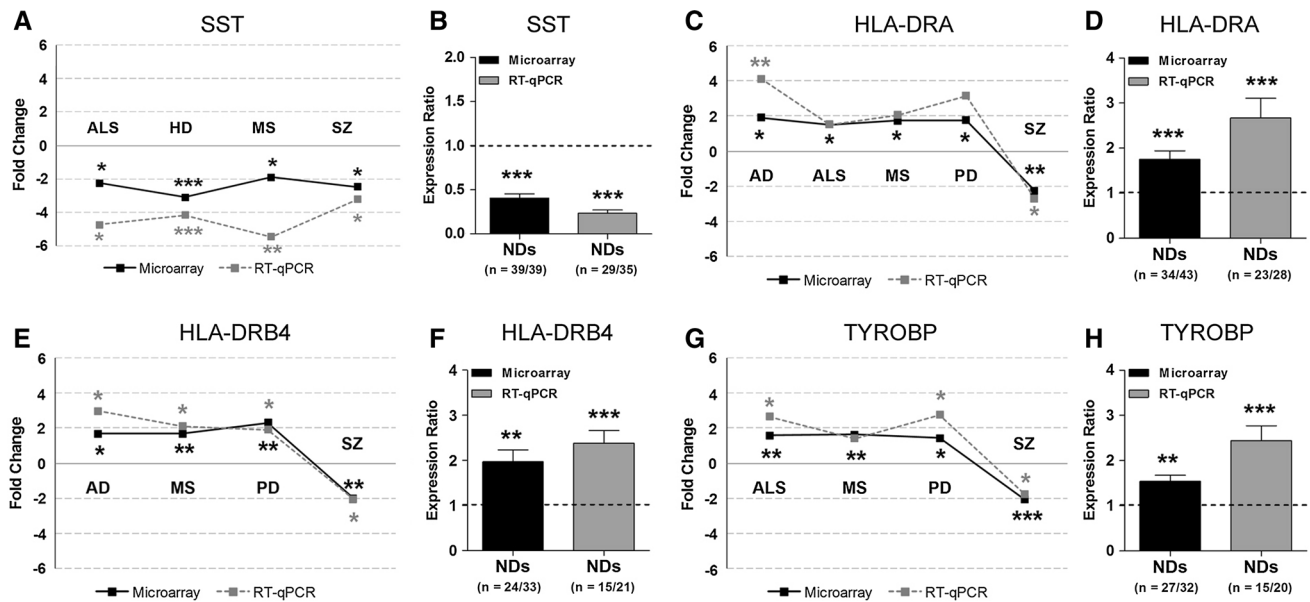 A
SST
Fold Change
6
4
2
0
-2
-4
-6
ALS HD MS SZ
* *** * *
* *** ** *
Microarray RT-qPCR
B
SST
Expression Ratio
2.0
1.5
1.0
0.5
0.0
Microarray
RT-qPCR
*** ***
NDs NDs
(n = 39/39) (n = 29/35)
C
HLA-DRA
Fold Change
6
4
2
0
-2
-4
-6
**
SZ
* * * *
AD ALS MS PD
**
*
Microarray RT-qPCR
D
HLA-DRA
Expression Ratio
4
3
2
1
0
Microarray
RT-qPCR
*** ***
NDs NDs
(n = 34/43) (n = 23/28)
E
HLA-DRB4
Fold Change
6
4
2
0
-2
-4
-6
* * *
SZ
* ** **
AD MS PD
**
*
Microarray RT-qPCR
F
HLA-DRB4
Expression Ratio
4
3
2
1
0
Microarray
RT-qPCR
** ***
NDs NDs
(n = 24/33) (n = 15/21)
G
TYROBP
Fold Change
6
4
2
0
-2
-4
-6
* *
SZ
** ** *
ALS MS PD
*
***
Microarray RT-qPCR
H
TYROBP
Expression Ratio
4
3
2
1
0
Microarray
RT-qPCR
** ***
NDs NDs
(n = 27/32) (n = 15/20)